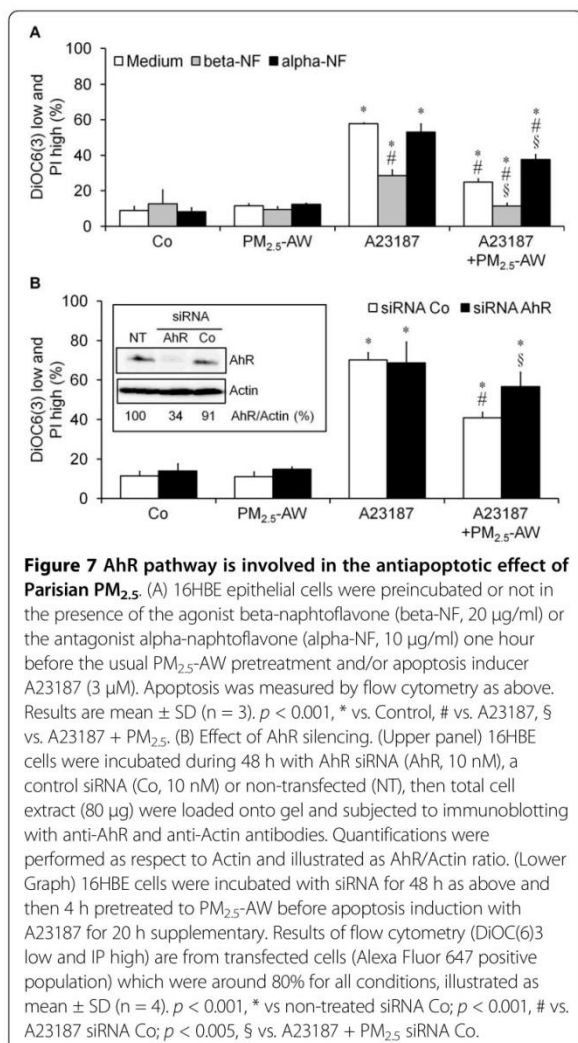 A
Medium beta-NF alpha-NF
DiOC6(3) low and
PI high (%)
100
80
60
40
20
0
* * # * * # * # § * # §
Co PM2.5-AW A23187 A23187
+PM2.5-AW
B
siRNA Co siRNA AhR
DiOC6(3) low and
PI high (%)
100
80
60
40
20
0
siRNA
NT AhR Co
AhR
Actin
100 34 91 AhR/Actin (%)
* * * # * §
Co PM2.5-AW A23187 A23187
+PM2.5-AW
Figure 7 AhR pathway is involved in the antiapoptotic effect of
Parisian PM2.5. (A) 16HBE epithelial cells were preincubated or not in
the presence of the agonist beta-naphtoflavone (beta-NF, 20 μg/ml) or
the antagonist alpha-naphtoflavone (alpha-NF, 10 μg/ml) one hour
before the usual PM2.5-AW pretreatment and/or apoptosis inducer
A23187 (3 μM). Apoptosis was measured by flow cytometry as above.
Results are mean ± SD (n = 3). p < 0.001, * vs. Control, # vs. A23187, §
vs. A23187 + PM2.5. (B) Effect of AhR silencing. (Upper panel) 16HBE
cells were incubated during 48 h with AhR siRNA (AhR, 10 nM), a
control siRNA (Co, 10 nM) or non-transfected (NT), then total cell
extract (80 μg) were loaded onto gel and subjected to immunoblotting
with anti-AhR and anti-Actin antibodies. Quantifications were
performed as respect to Actin and illustrated as AhR/Actin ratio. (Lower
Graph) 16HBE cells were incubated with siRNA for 48 h as above and
then 4 h pretreated to PM2.5-AW before apoptosis induction with
A23187 for 20 h supplementary. Results of flow cytometry (DiOC(6)3
low and IP high) are from transfected cells (Alexa Fluor 647 positive
population) which were around 80% for all conditions, illustrated as
mean ± SD (n = 4). p < 0.001, * vs non-treated siRNA Co; p < 0.001, # vs.
A23187 siRNA Co; p < 0.005, § vs. A23187 + PM2.5 siRNA Co.